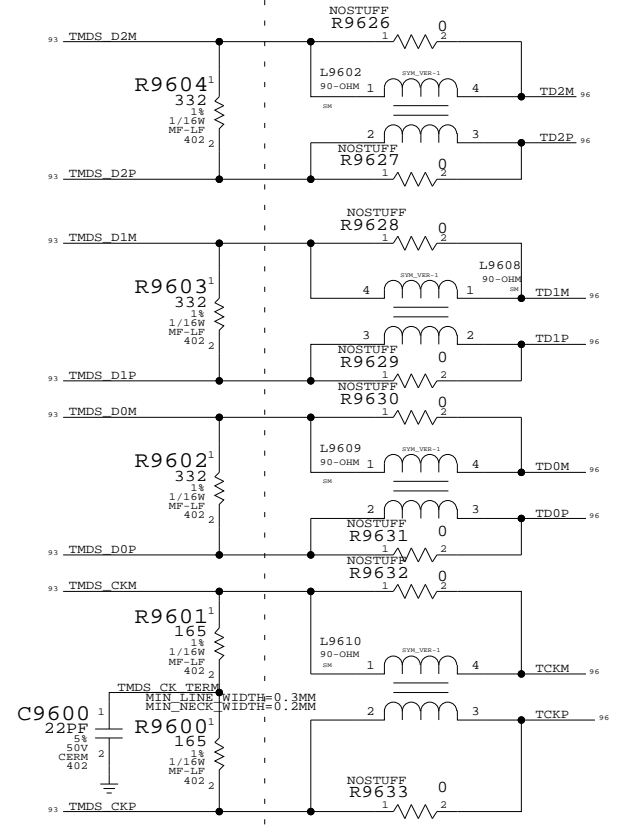 NOSTUFF
R9626
0
1 2
93 TMDS_D2M
L9602
90-OHM
SM
SYM_VER-1
1 4
TD2M 96
R9604
332
1%
1/16W
MF-LF
402
1
2
2 3
TD2P 96
NOSTUFF
R9627
0
1 2
93 TMDS_D2P
NOSTUFF
R9628
0
1 2
93 TMDS_D1M
L9608
90-OHM
SM
SYM_VER-1
4 1
TD1M 96
R9603
332
1%
1/16W
MF-LF
402
1
2
3 2
TD1P 96
NOSTUFF
R9629
0
1 2
93 TMDS_D1P
NOSTUFF
R9630
0
1 2
93 TMDS_D0M
L9609
90-OHM
SM
SYM_VER-1
1 4
TD0M 96
R9602
332
1%
1/16W
MF-LF
402
1
2
2 3
TD0P 96
NOSTUFF
R9631
0
1 2
93 TMDS_D0P
NOSTUFF
R9632
0
1 2
93 TMDS_CKM
R9601
165
1%
1/16W
MF-LF
402
1
2
L9610
90-OHM
SM
SYM_VER-1
1 4
TCKM 96
TMDS_CK_TERM
MIN_LINE_WIDTH=0.3MM
MIN_NECK_WIDTH=0.2MM
2 3
TCKP 96
C9600
22PF
5%
50V
CERM
402
1
2
R9600
165
1%
1/16W
MF-LF
402
1
2
NOSTUFF
R9633
0
1 2
93 TMDS_CKP